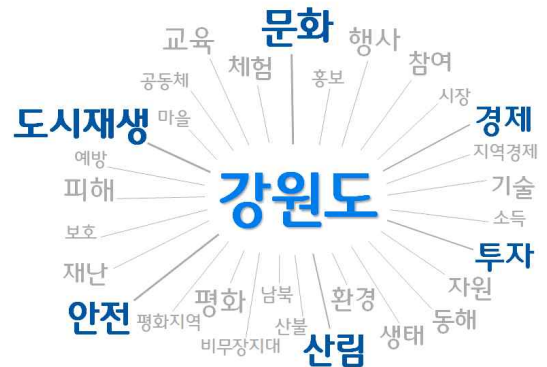 문화
교육
행사
체험
홍보
참여
공동체
시장
도시재생
마을
경제
예방
지역경제
피해
강원도
기술
보호
소득
재난
투자
안전
평화지역
평화
남북
환경
자원
비무장지대
산불
산림
생태
동해